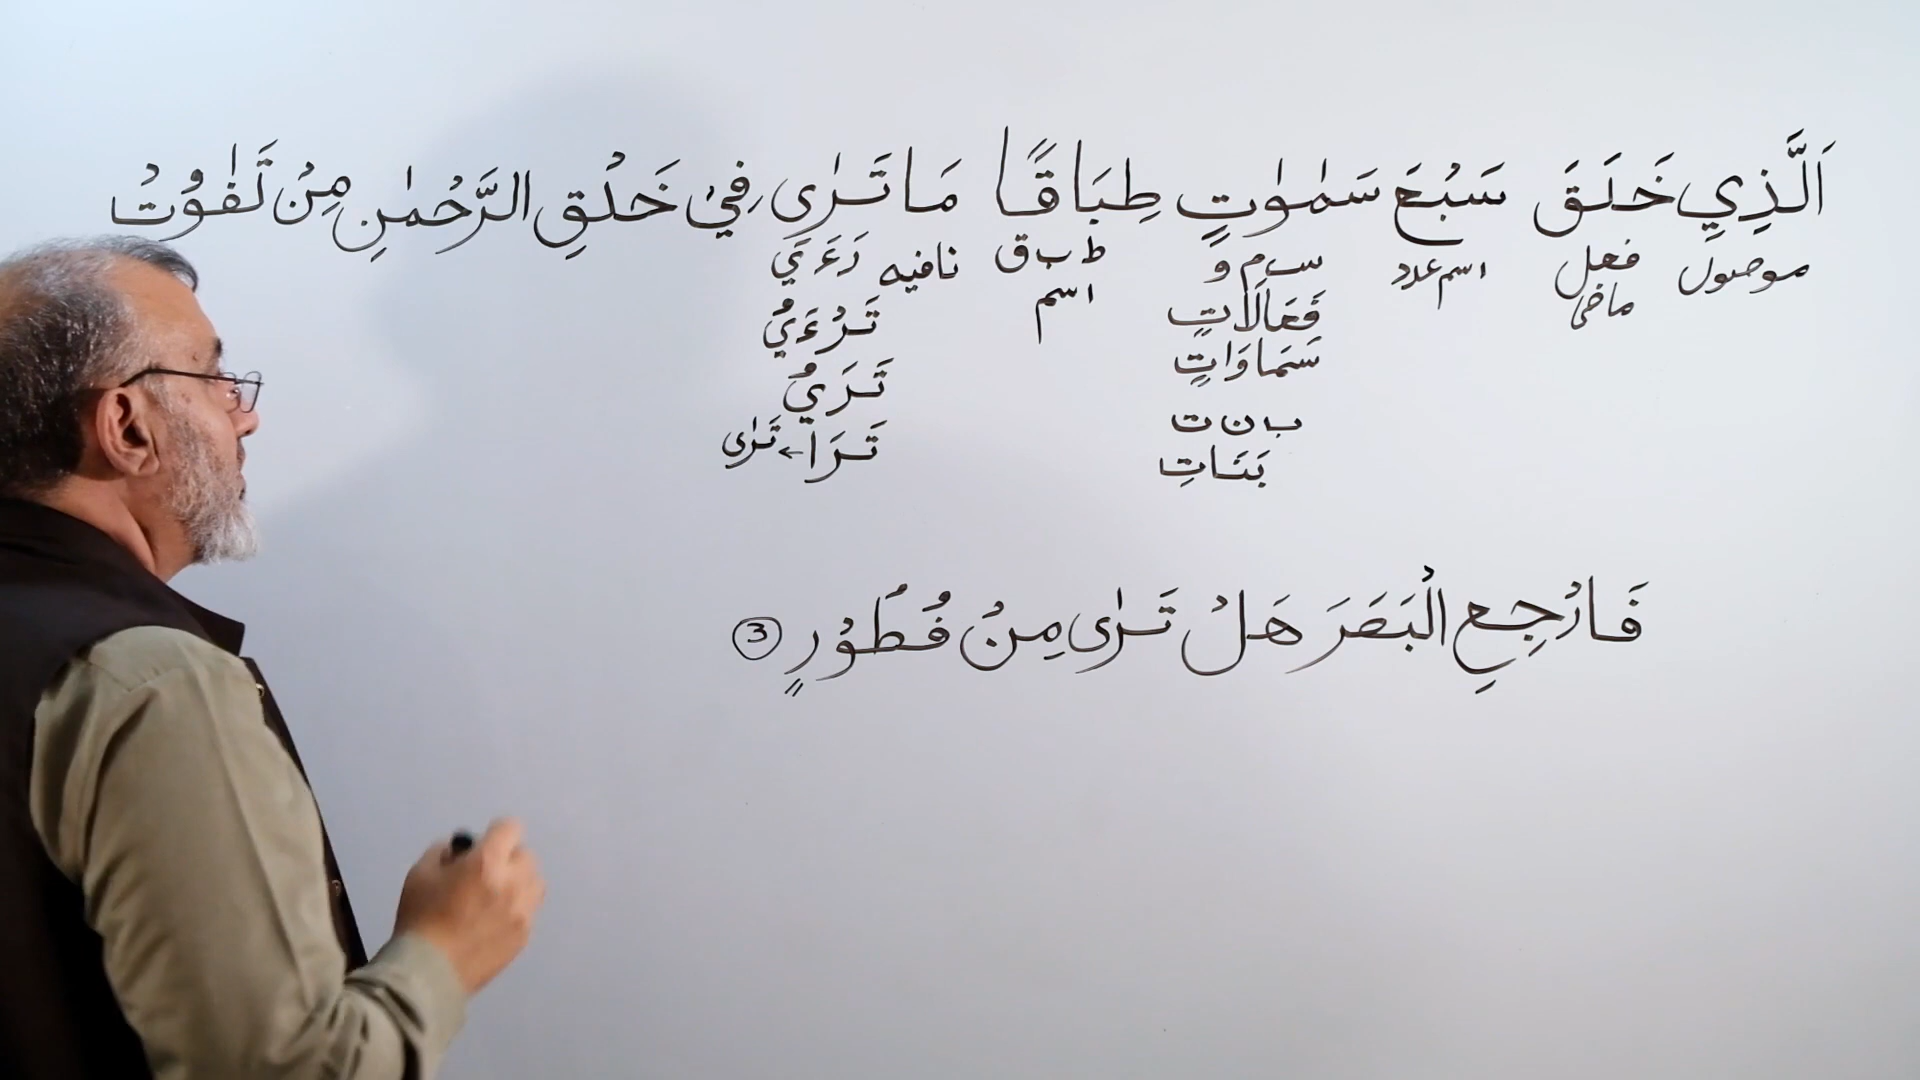 اَلَّذِيِ خَلَقَ سَبْعَ سَمٰوٰتٍ طِبَاقًا مَا تَرٰى فِيْ خَلْقِ الرَّحْمٰنِ مِنْ تَفٰوُتْ
موصول فعل اسم عدد س م و ط ب ق نافیه رَءَيَ
ماضی فَعَالَاتٍ اسم تَرْءَيُ
سَمَاوَاتٍ تَرَيُ
ب ن ت تَرَا ← تَرٰى
بَنَاتِ
فَارْجِعِ الْبَصَرَ هَلْ تَرٰى مِنْ فُطُوْرٍ ③